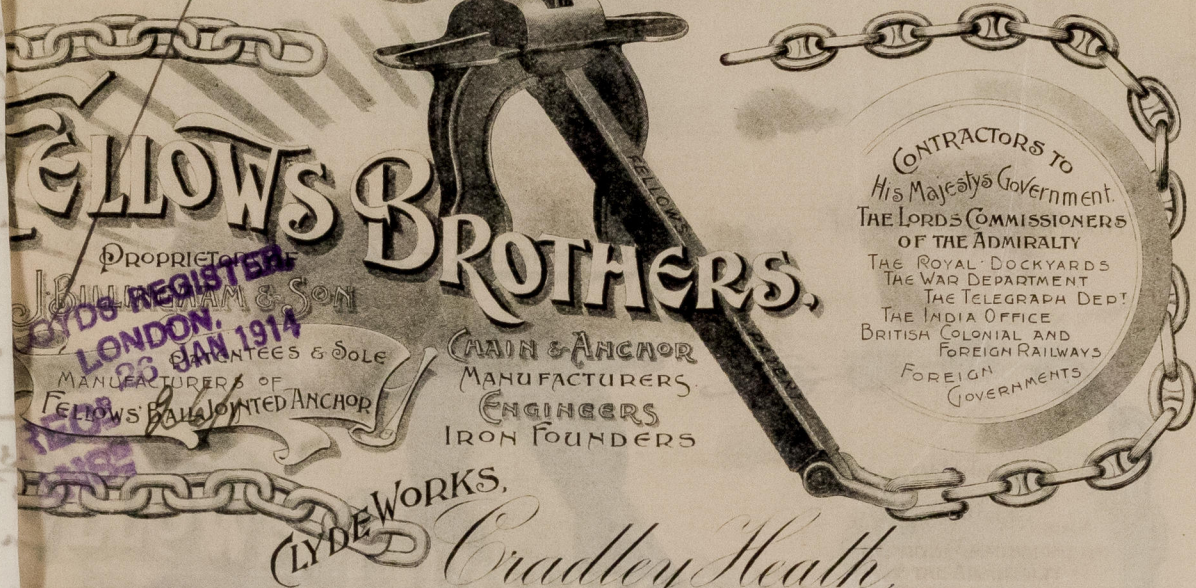 FELLOWS BROTHERS.
PROPRIETORS OF
J. BILLINGHAM & SON
PATENTEES & SOLE
MANUFACTURERS OF
FELLOWS' BALL JOINTED ANCHOR
LOYDS REGISTER,
LONDON.
26 JAN 1914
CHAIN & ANCHOR
MANUFACTURERS
ENGINEERS
IRON FOUNDERS
FELLOWS
PATENT
CONTRACTORS TO
HIS MAJESTYS GOVERNMENT.
THE LORDS COMMISSIONERS
OF THE ADMIRALTY
THE ROYAL DOCKYARDS
THE WAR DEPARTMENT
THE TELEGRAPH DEPT
THE INDIA OFFICE
BRITISH COLONIAL AND
FOREIGN RAILWAYS
FOREIGN
GOVERNMENTS
CLYDE WORKS,
Cradley Heath,